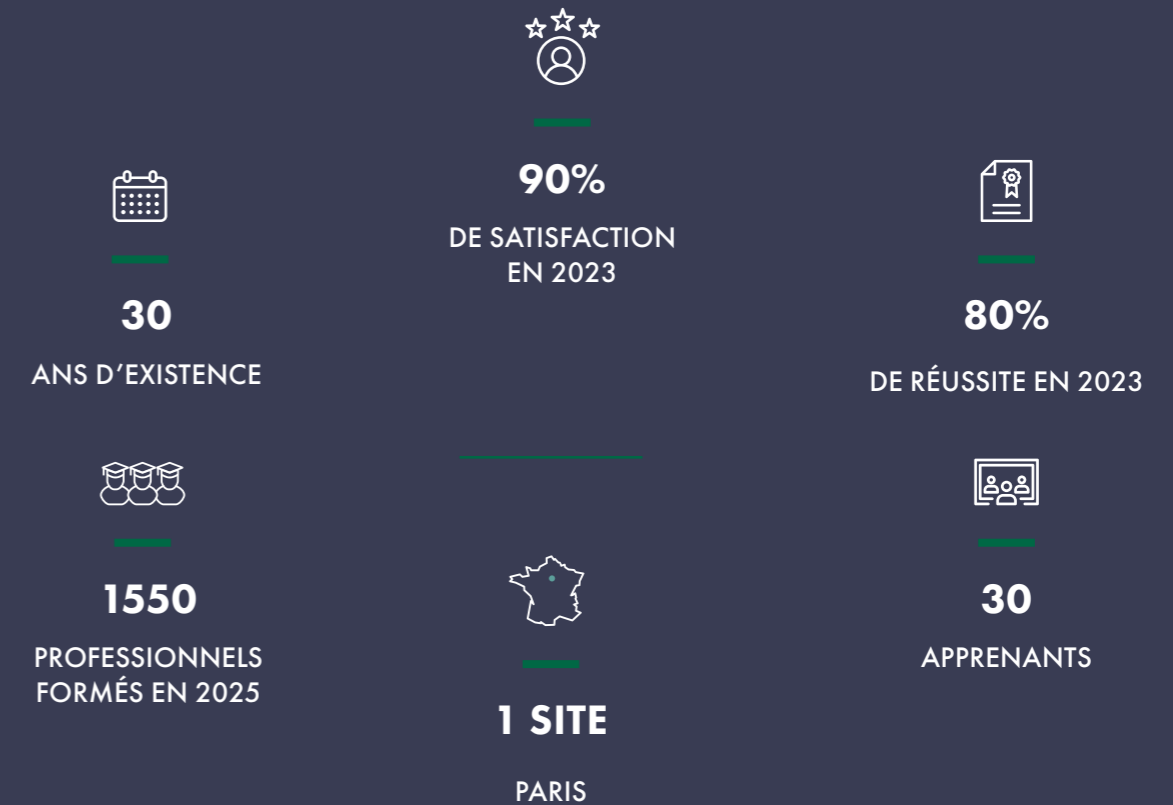 90%
DE SATISFACTION
EN 2023
30
ANS D’EXISTENCE
80%
DE RÉUSSITE EN 2023
1550
PROFESSIONNELS
FORMÉS EN 2025
1 SITE
PARIS
30
APPRENANTS